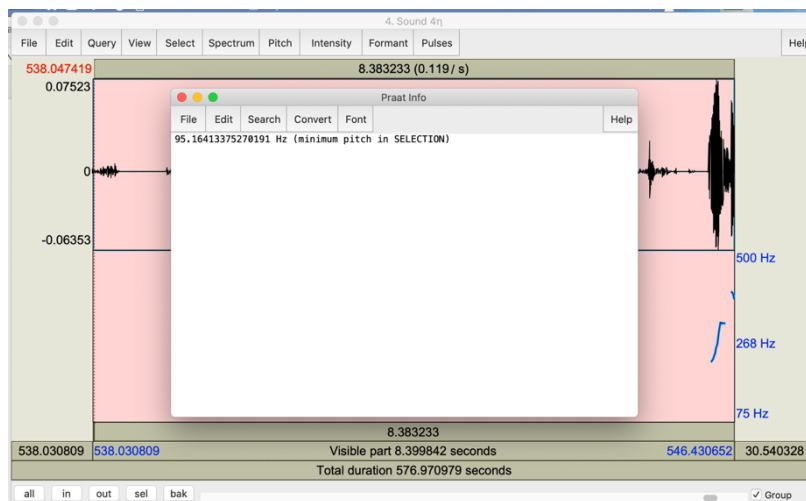 4. Sound 4η
File Edit Query View Select Spectrum Pitch Intensity Formant Pulses Help
538.047419 8.383233 (0.119 / s)
0.07523
Praat Info
File Edit Search Convert Font Help
95.16413375270191 Hz (minimum pitch in SELECTION)
0
-0.06353
500 Hz
268 Hz
75 Hz
8.383233
538.030809 538.030809 Visible part 8.399842 seconds 546.430652 30.540328
Total duration 576.970979 seconds
all in out sel bak Group